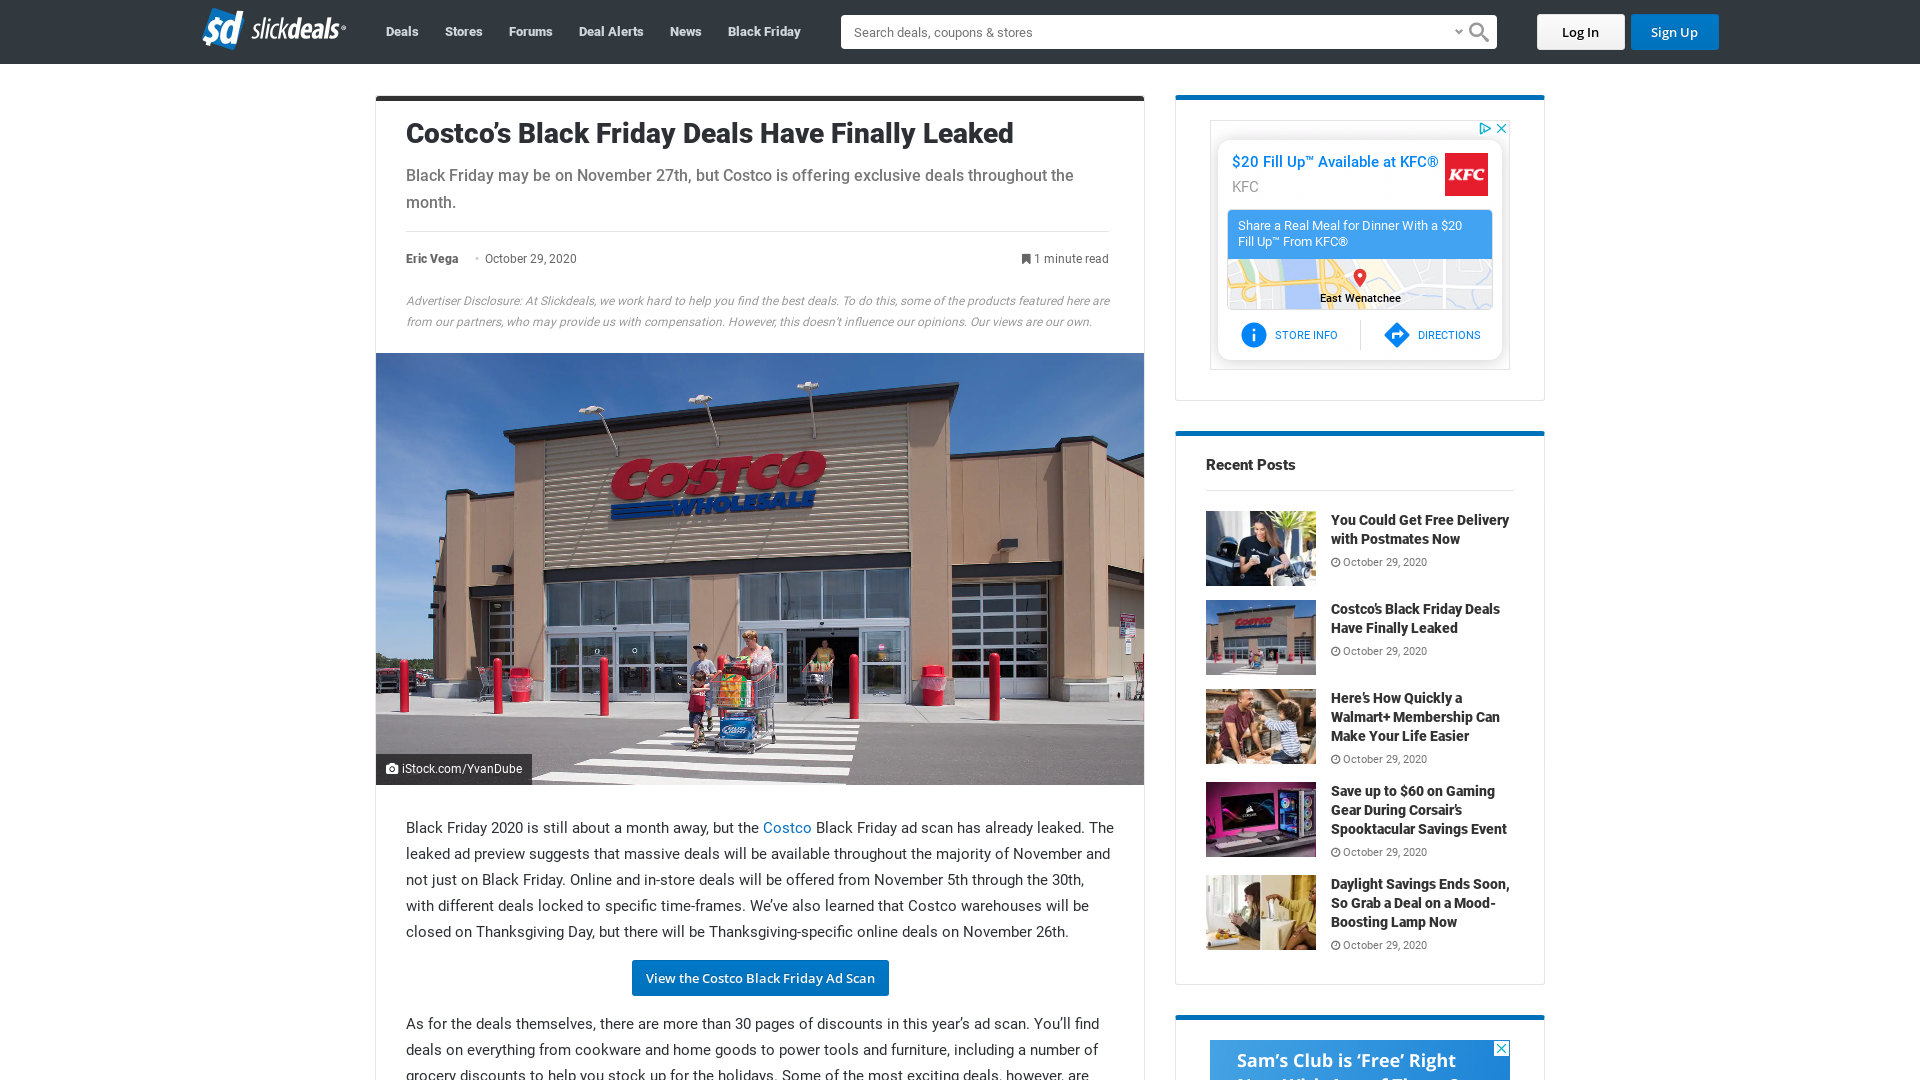 sd slickdeals
Deals
Stores
Forums
Deal Alerts
News
Black Friday
Search deals, coupons & stores
Log In
Sign Up
Costco’s Black Friday Deals Have Finally Leaked
Black Friday may be on November 27th, but Costco is offering exclusive deals throughout the
month.
Eric Vega • October 29, 2020
1 minute read
Advertiser Disclosure: At Slickdeals, we work hard to help you find the best deals. To do this, some of the products featured here are
from our partners, who may provide us with compensation. However, this doesn’t influence our opinions. Our views are our own.
COSTCO
WHOLESALE
iStock.com/YvanDube
Black Friday 2020 is still about a month away, but the Costco Black Friday ad scan has already leaked. The
leaked ad preview suggests that massive deals will be available throughout the majority of November and
not just on Black Friday. Online and in-store deals will be offered from November 5th through the 30th,
with different deals locked to specific time-frames. We’ve also learned that Costco warehouses will be
closed on Thanksgiving Day, but there will be Thanksgiving-specific online deals on November 26th.
View the Costco Black Friday Ad Scan
As for the deals themselves, there are more than 30 pages of discounts in this year’s ad scan. You’ll find
deals on everything from cookware and home goods to power tools and furniture, including a number of
grocery discounts to help you stock up for the holidays. Some of the most exciting deals, however, are
$20 Fill Up™ Available at KFC®
KFC
KFC
Share a Real Meal for Dinner With a $20
Fill Up™ From KFC®
East Wenatchee
STORE INFO
DIRECTIONS
Recent Posts
You Could Get Free Delivery
with Postmates Now
October 29, 2020
Costco’s Black Friday Deals
Have Finally Leaked
October 29, 2020
Here’s How Quickly a
Walmart+ Membership Can
Make Your Life Easier
October 29, 2020
Save up to $60 on Gaming
Gear During Corsair’s
Spooktacular Savings Event
October 29, 2020
Daylight Savings Ends Soon,
So Grab a Deal on a Mood-
Boosting Lamp Now
October 29, 2020
Sam’s Club is ‘Free’ Right